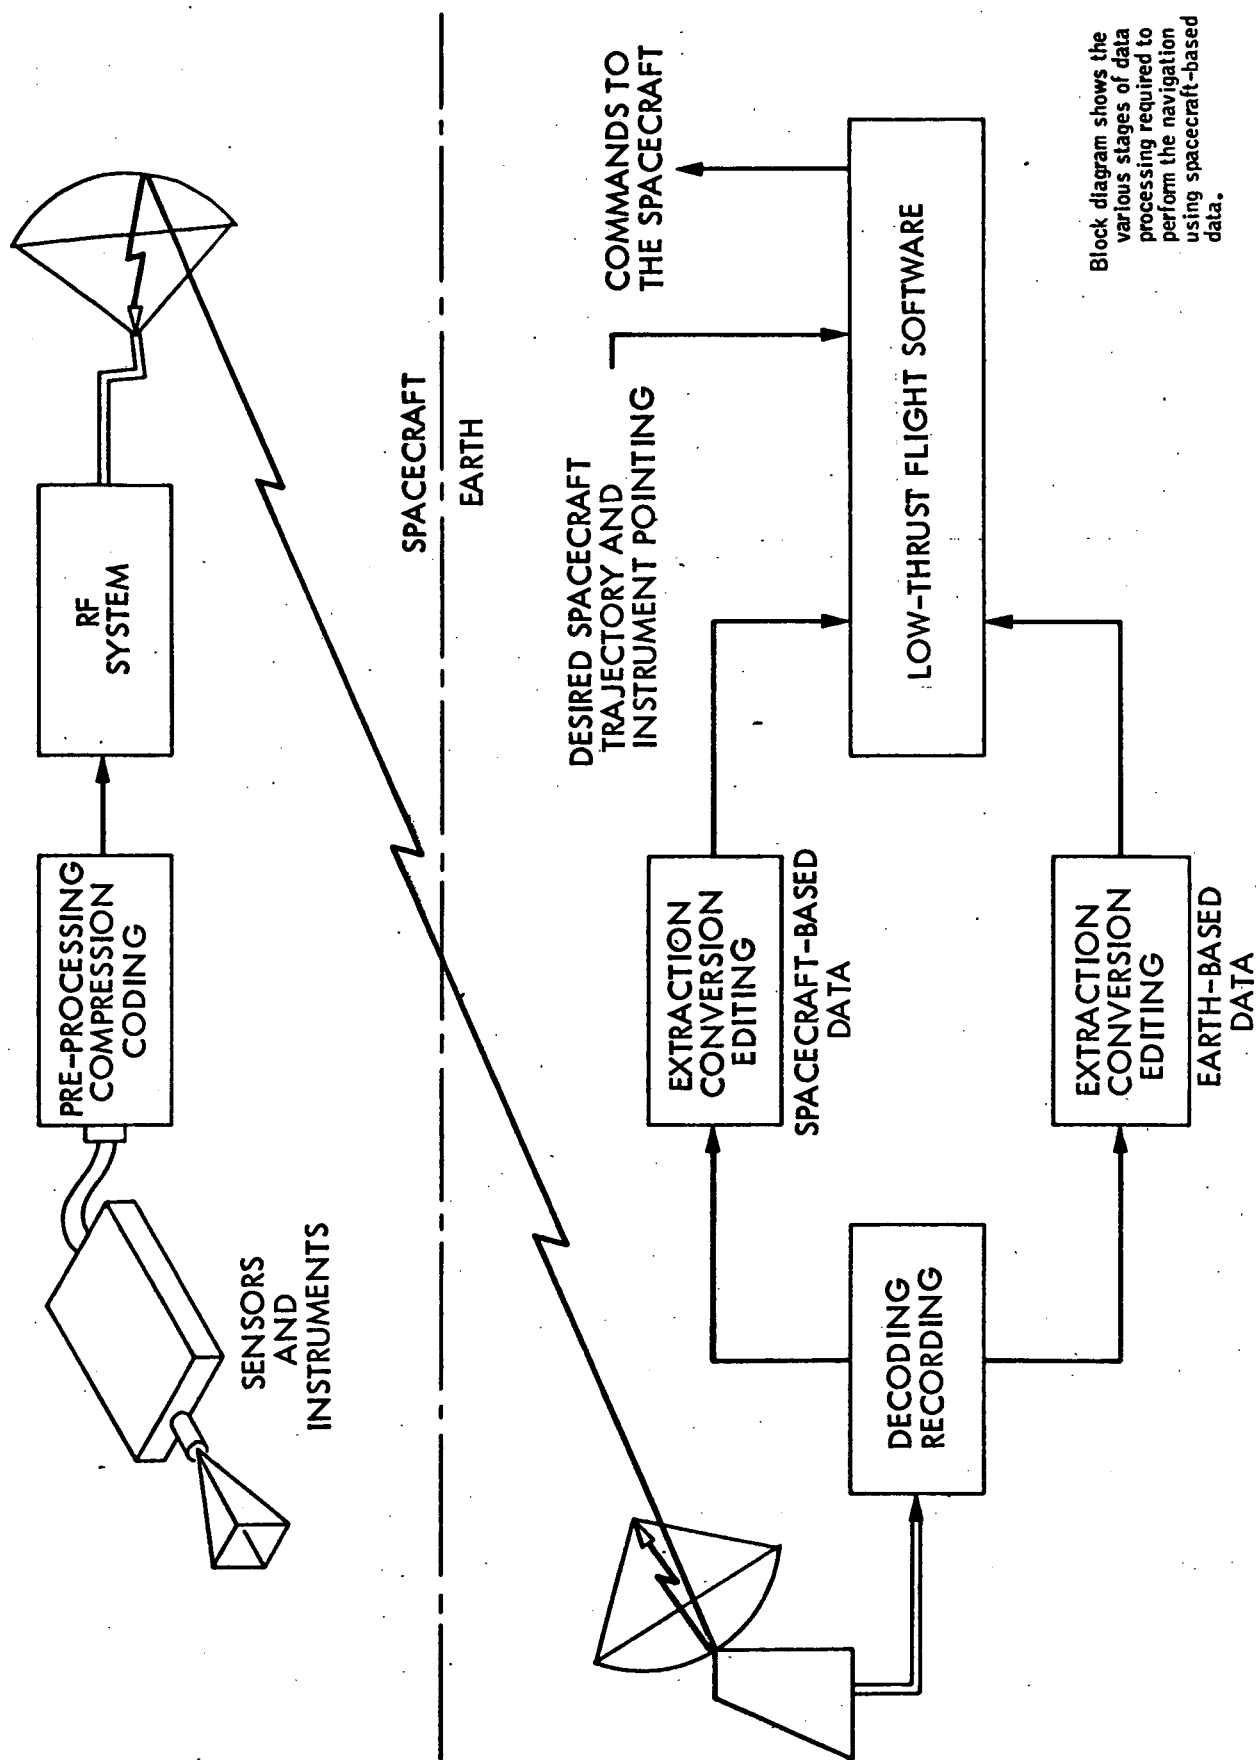 SENSORS
AND
INSTRUMENTS
PRE-PROCESSING
COMPRESSION
CODING
RF
SYSTEM
SPACECRAFT
EARTH
DECODING
RECORDING
EXTRACTION
CONVERSION
EDITING
SPACECRAFT-BASED
DATA
EXTRACTION
CONVERSION
EDITING
EARTH-BASED
DATA
DESIRED SPACECRAFT
TRAJECTORY AND
INSTRUMENT POINTING
COMMANDS TO
THE SPACECRAFT
LOW-THRUST FLIGHT SOFTWARE
Block diagram shows the
various stages of data
processing required to
perform the navigation
using spacecraft-based
data.